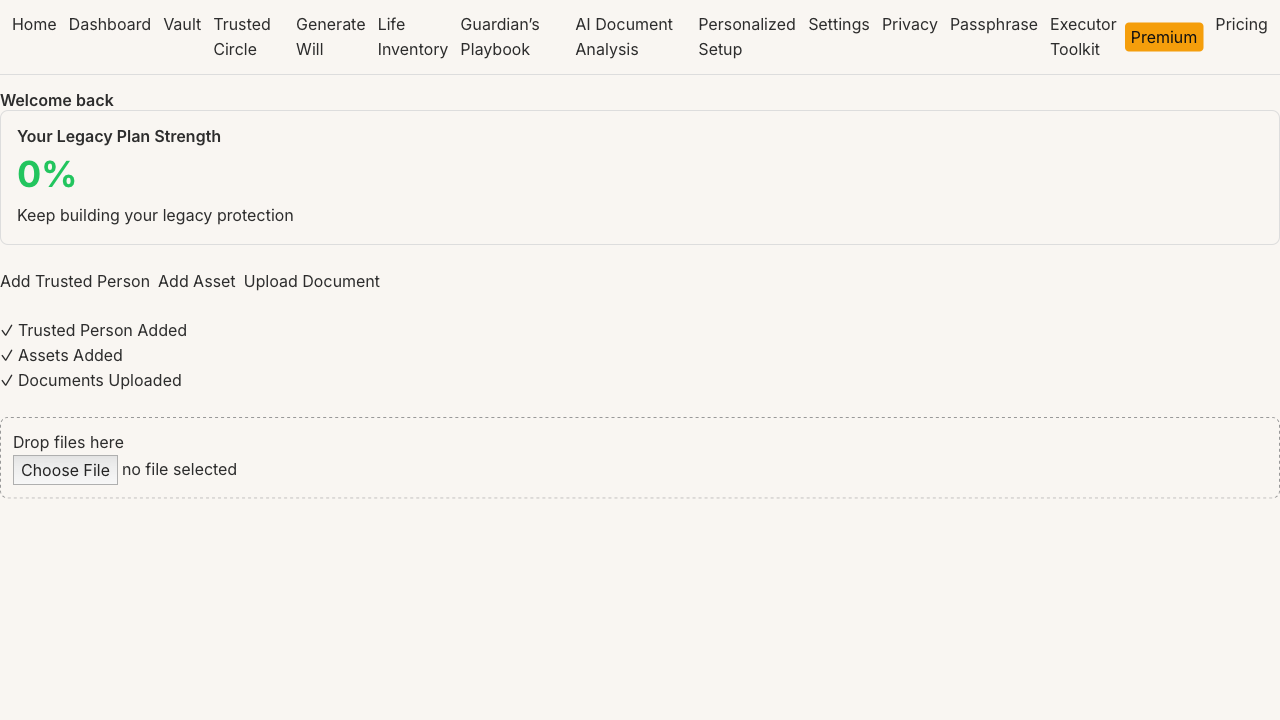 Home Dashboard Vault Trusted Circle Generate Will Life Inventory Guardian’s Playbook AI Document Analysis Personalized Setup Settings Privacy Passphrase Executor Toolkit Premium Pricing
Welcome back
Your Legacy Plan Strength
0%
Keep building your legacy protection
Add Trusted Person Add Asset Upload Document
✓ Trusted Person Added
✓ Assets Added
✓ Documents Uploaded
Drop files here
Choose File no file selected